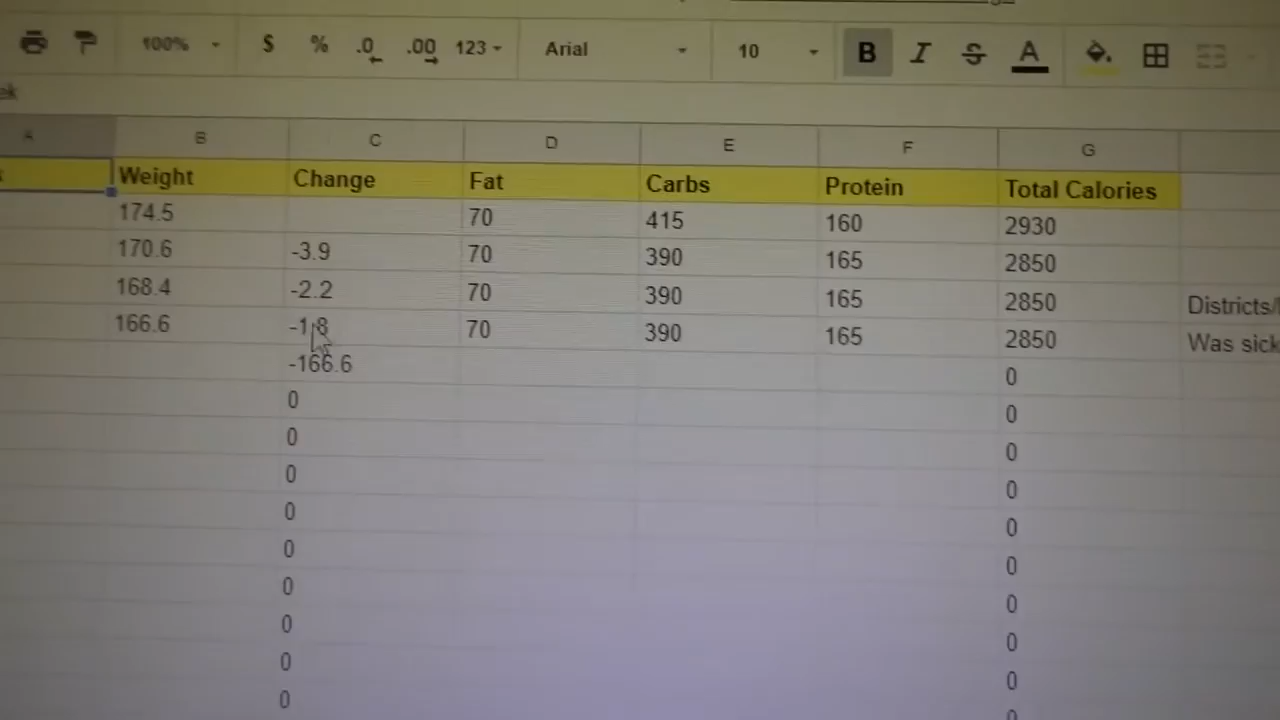 100% $ % .0 .00 123 Arial 10 B I S A
A B C D E F G
Weight Change Fat Carbs Protein Total Calories
174.5 70 415 160 2930
170.6 -3.9 70 390 165 2850
168.4 -2.2 70 390 165 2850 Districts/
166.6 -1.8 70 390 165 2850 Was sick
-166.6 0
0 0
0 0
0 0
0 0
0 0
0 0
0 0
0 0
0